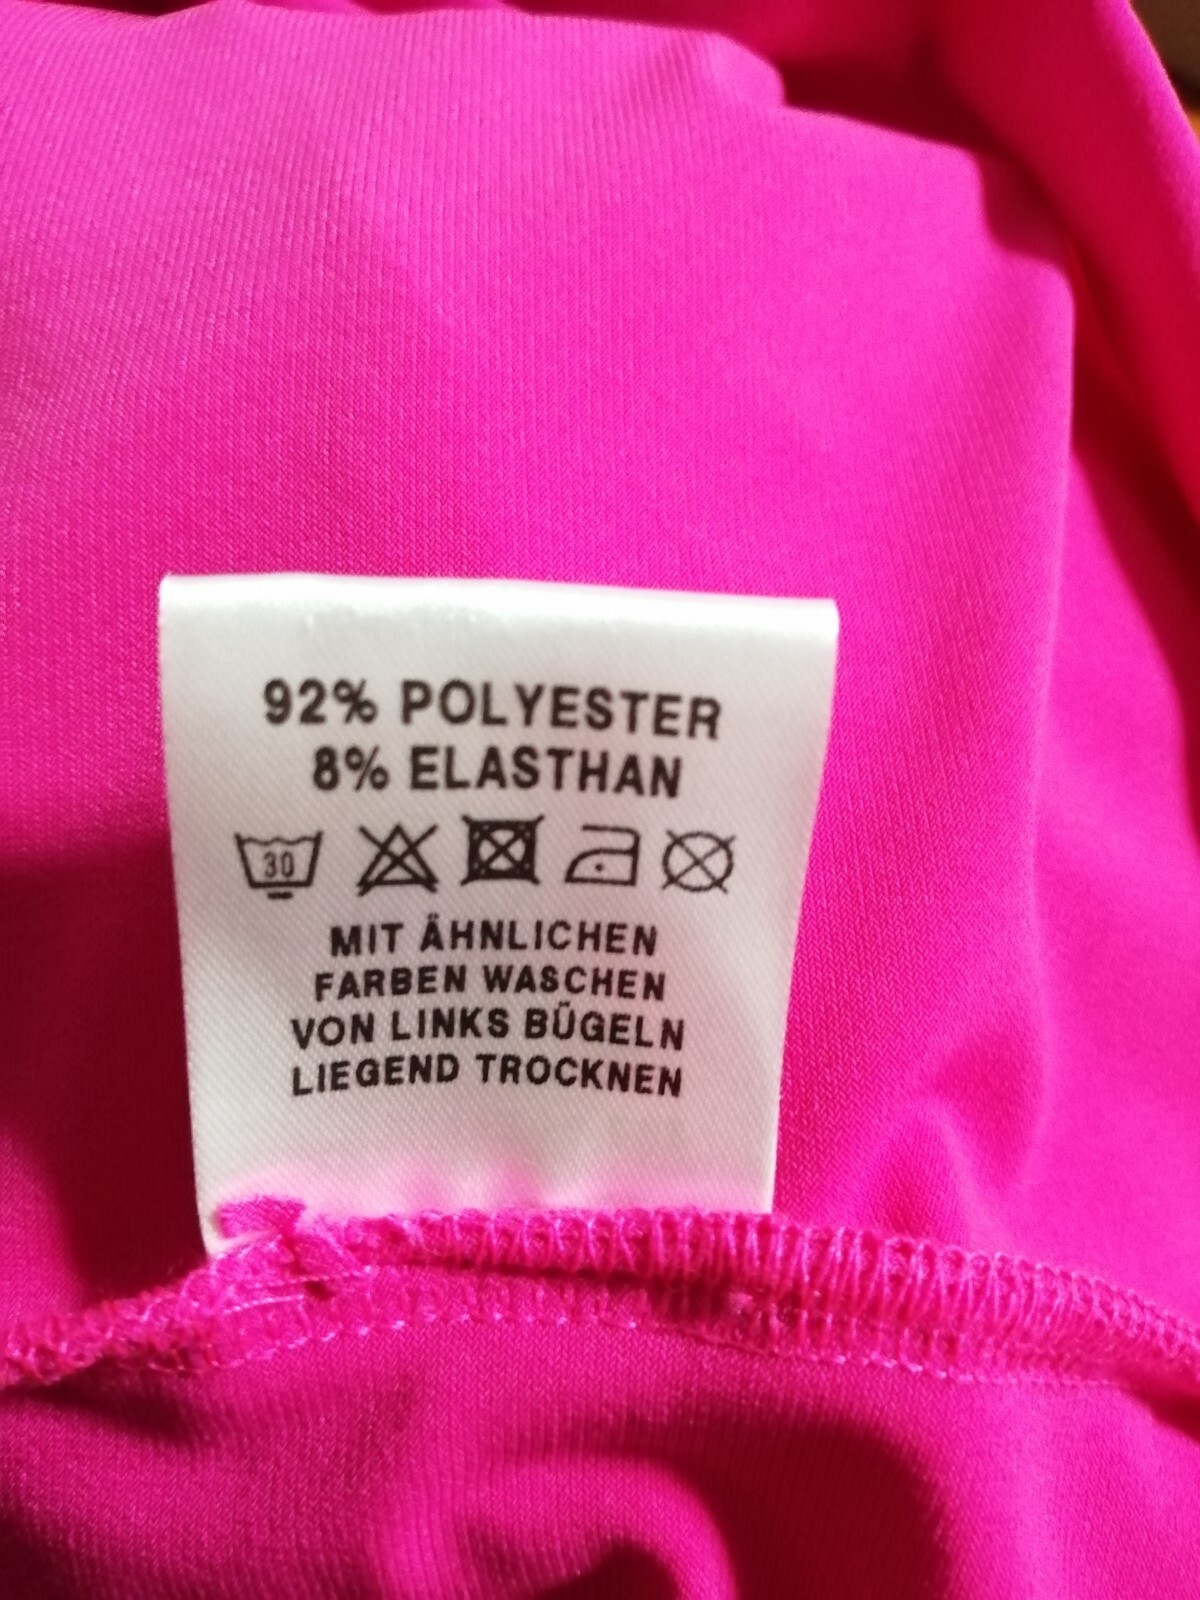 92% POLYESTER
8% ELASTHAN
30
MIT ÄHNLICHEN
FARBEN WASCHEN
VON LINKS BÜGELN
LIEGEND TROCKNEN